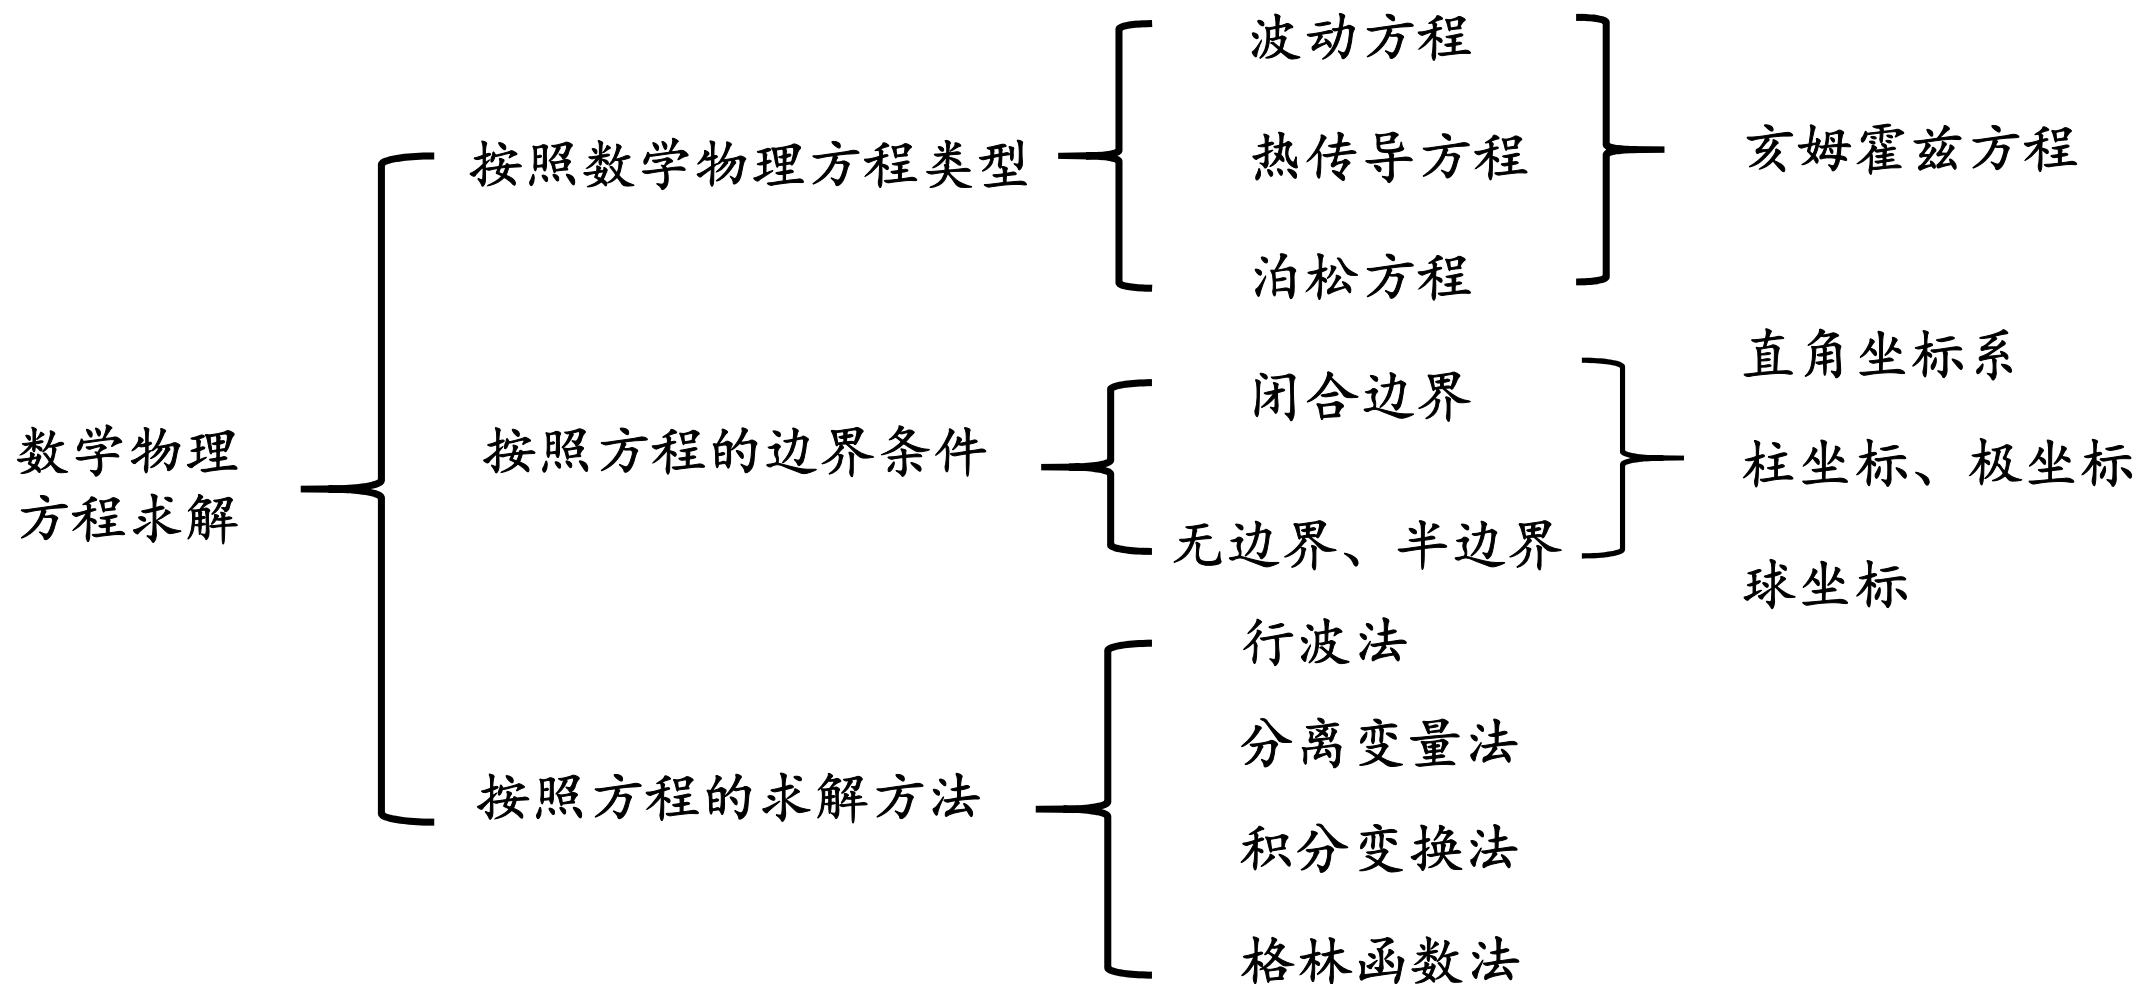 数学物理
方程求解
按照数学物理方程类型
波动方程
热传导方程
泊松方程
亥姆霍兹方程
按照方程的边界条件
闭合边界
无边界、半边界
直角坐标系
柱坐标、极坐标
球坐标
按照方程的求解方法
行波法
分离变量法
积分变换法
格林函数法